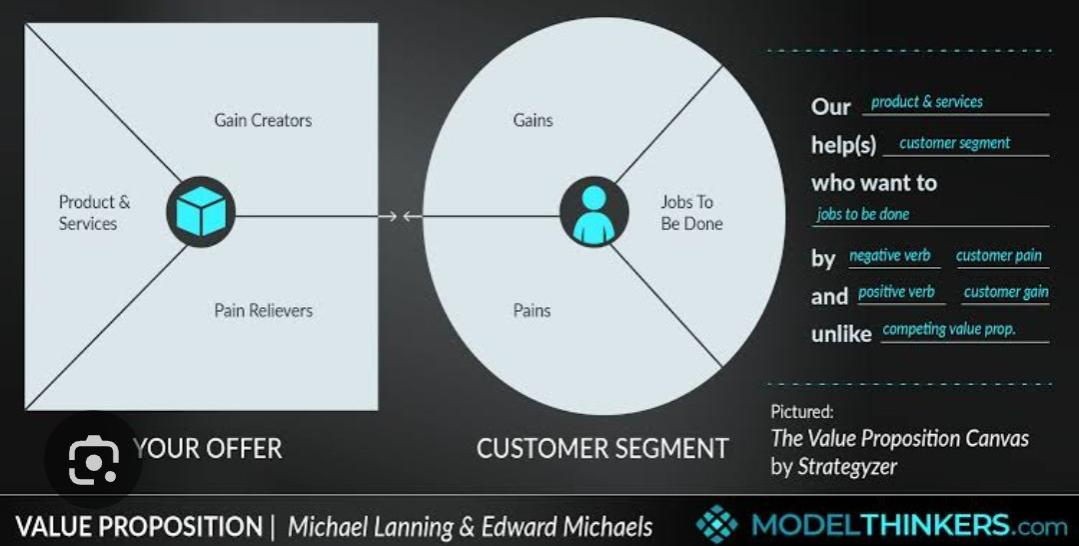 Gain Creators
Product &
Services
Pain Relievers
YOUR OFFER
Gains
Jobs To
Be Done
Pains
CUSTOMER SEGMENT
Our product & services
help(s) customer segment
who want to
jobs to be done
by negative verb customer pain
and positive verb customer gain
unlike competing value prop.
Pictured:
The Value Proposition Canvas
by Strategyzer
VALUE PROPOSITION | Michael Lanning & Edward Michaels
MODELTHINKERS.com